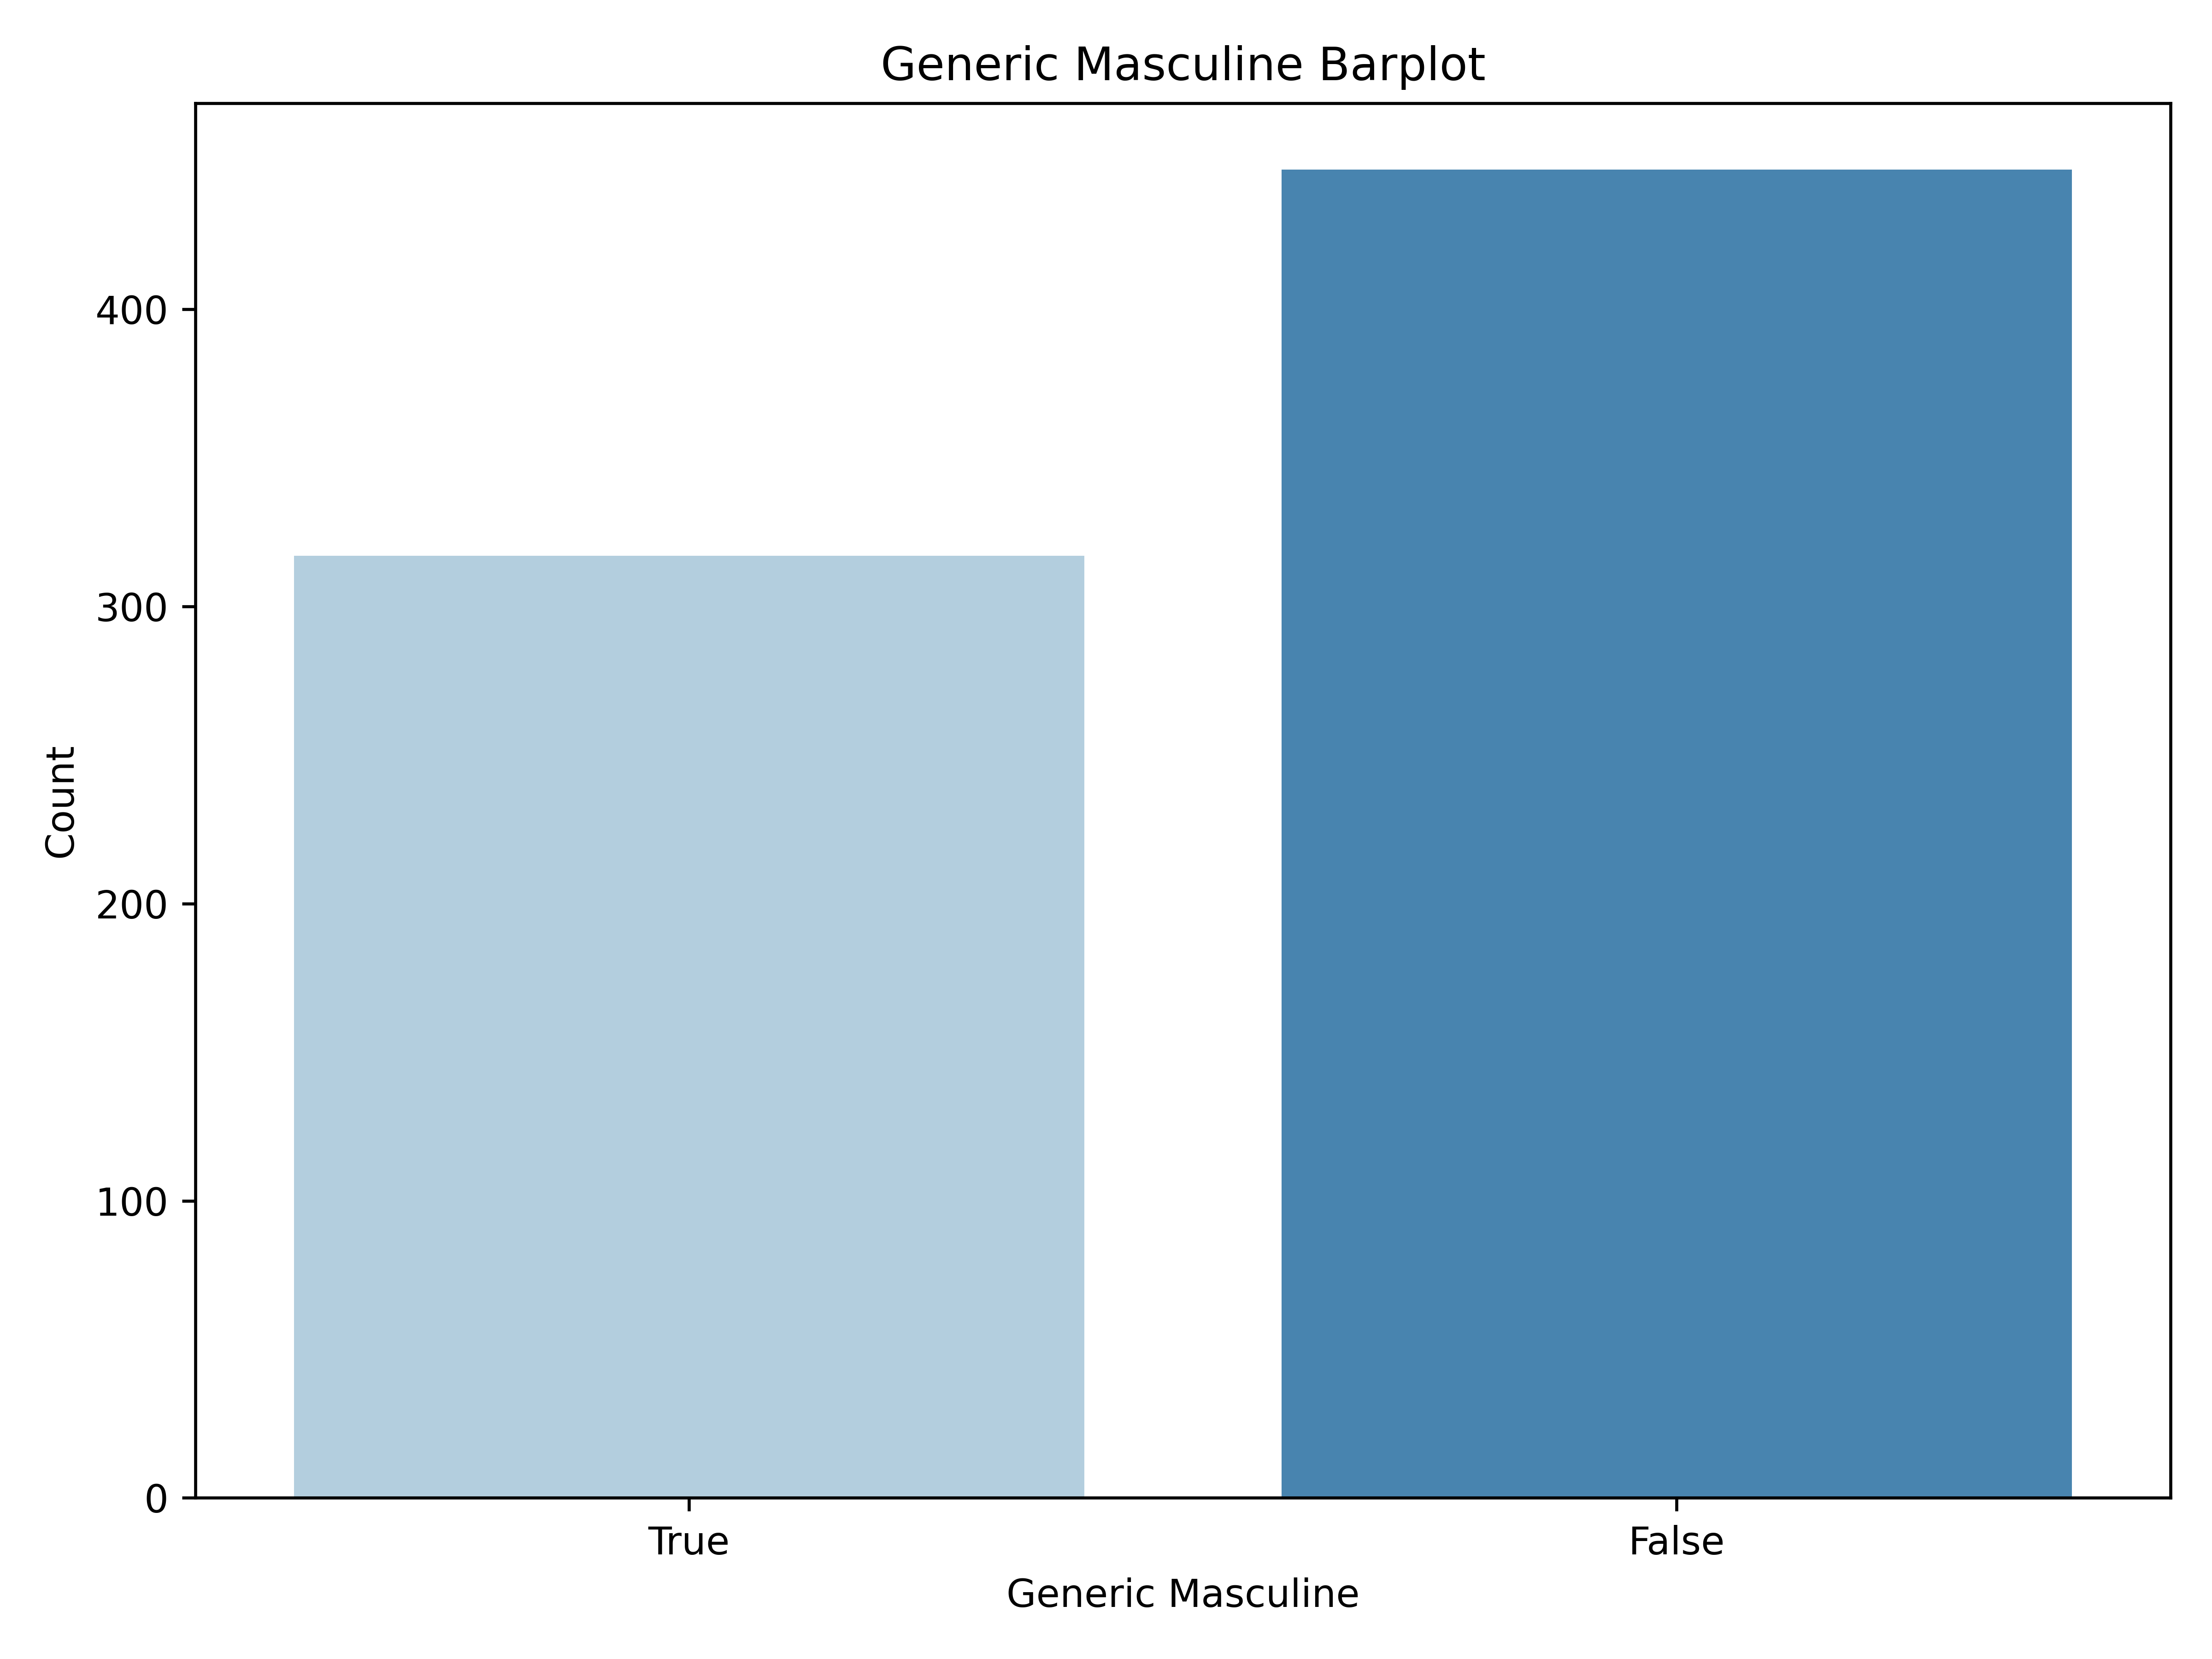 Generic Masculine Barplot
400
300
200
100
0
Count
True
False
Generic Masculine